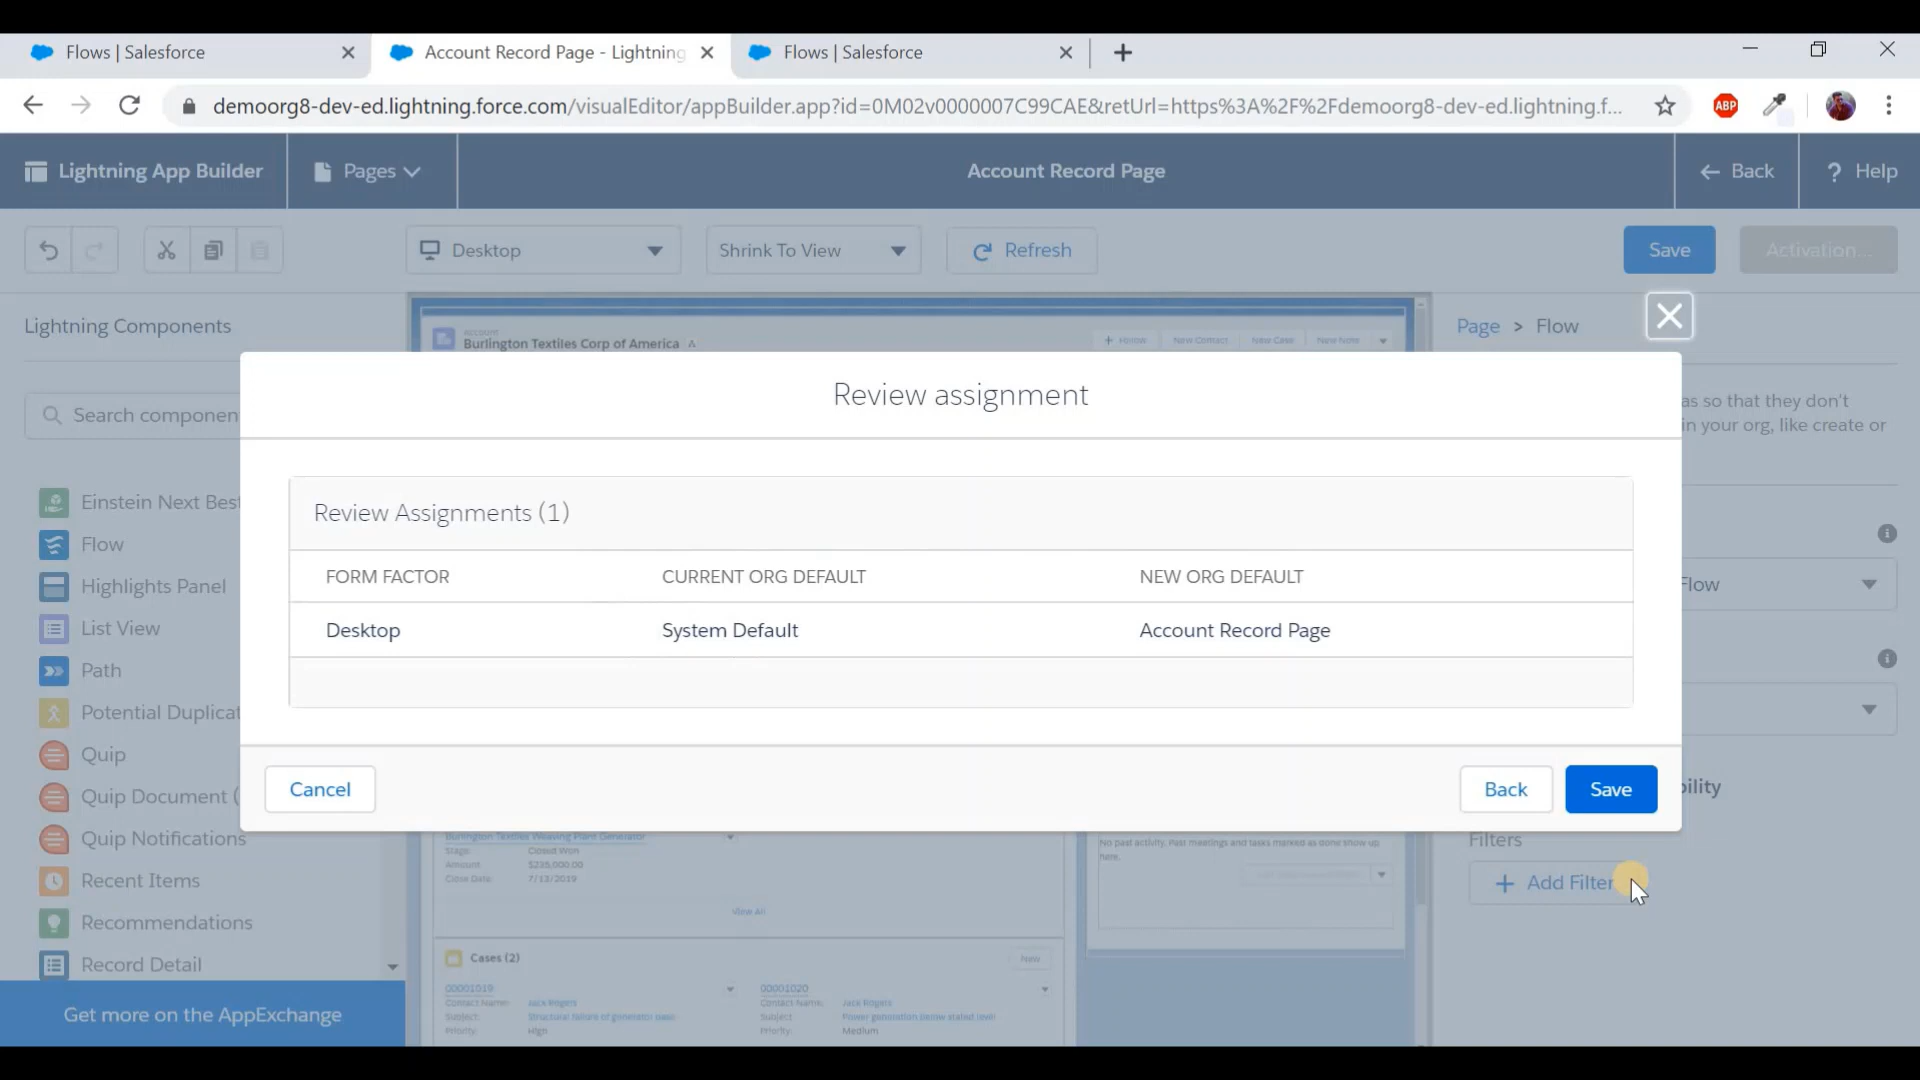 Flows | Salesforce
Account Record Page - Lightning
Flows | Salesforce
demoorg8-dev-ed.lightning.force.com/visualEditor/appBuilder.app?id=0M02v0000007C99CAE&retUrl=https%3A%2F%2Fdemoorg8-dev-ed.lightning.f...
ABP
Lightning App Builder
Pages
Account Record Page
Back
? Help
Desktop
Shrink To View
Refresh
Save
Activation...
Lightning Components
Account
Burlington Textiles Corp of America
+ Follow
New Contact
New Case
New Note
Page > Flow
Review assignment
Search componen
as so that they don't
in your org, like create or
Review Assignments (1)
FORM FACTOR
CURRENT ORG DEFAULT
NEW ORG DEFAULT
Desktop
System Default
Account Record Page
Einstein Next Best
Flow
Highlights Panel
List View
Path
Potential Duplicat
Quip
Quip Document (
Quip Notifications
Recent Items
Recommendations
Record Detail
Get more on the AppExchange
Flow
Cancel
Back
Save
bility
Filters
+ Add Filter
Burlington Textiles Weaving Plant Generator
Stage:
Closed Won
Amount:
$235,000.00
Close Date:
7/13/2019
View All
No past activity. Past meetings and tasks marked as done show up
here.
Cases (2)
New
00001019
Contact Name:
Jack Rogers
Subject:
Structural failure of generator base
Priority:
High
00001020
Contact Name:
Jack Rogers
Subject:
Power generation below stated level
Priority:
Medium